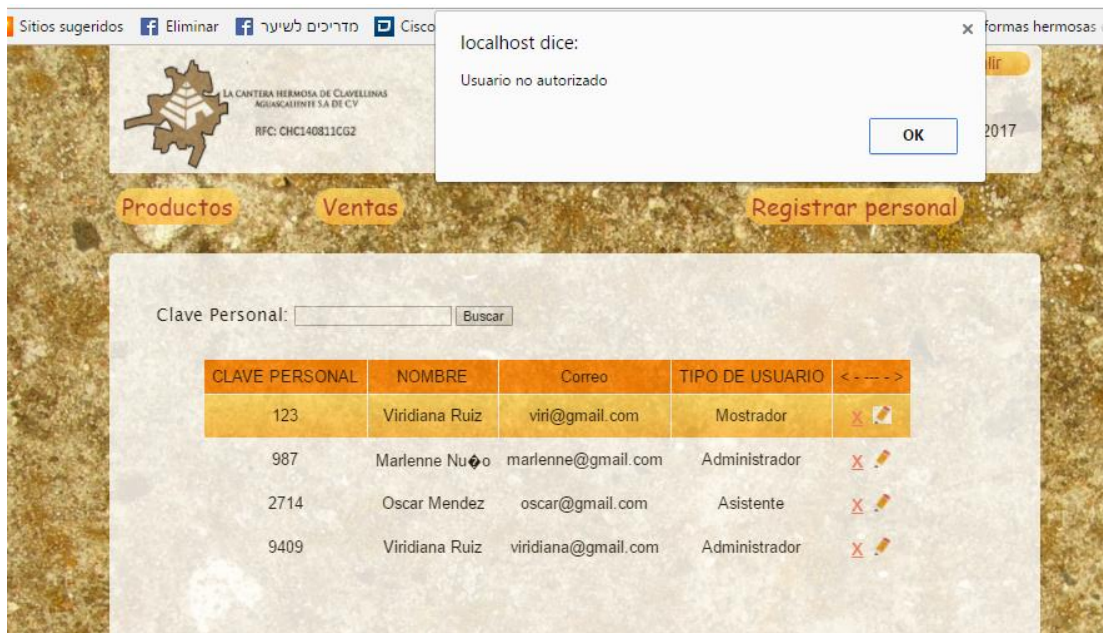 Sitios sugeridos Eliminar מדריכים לשיער Cisco
formas hermosas
localhost dice:
×
Usuario no autorizado
OK
LA CANTERA HERMOSA DE CLAVELLINAS
AGUASCALIENTE S.A DE C.V
RFC: CHC140811CG2
lir
2017
Productos Ventas Registrar personal
Clave Personal: Buscar
CLAVE PERSONAL NOMBRE Correo TIPO DE USUARIO < - --- - >
123 Viridiana Ruiz viri@gmail.com Mostrador X
987 Marlenne Nu�o marlenne@gmail.com Administrador X
2714 Oscar Mendez oscar@gmail.com Asistente X
9409 Viridiana Ruiz viridiana@gmail.com Administrador X